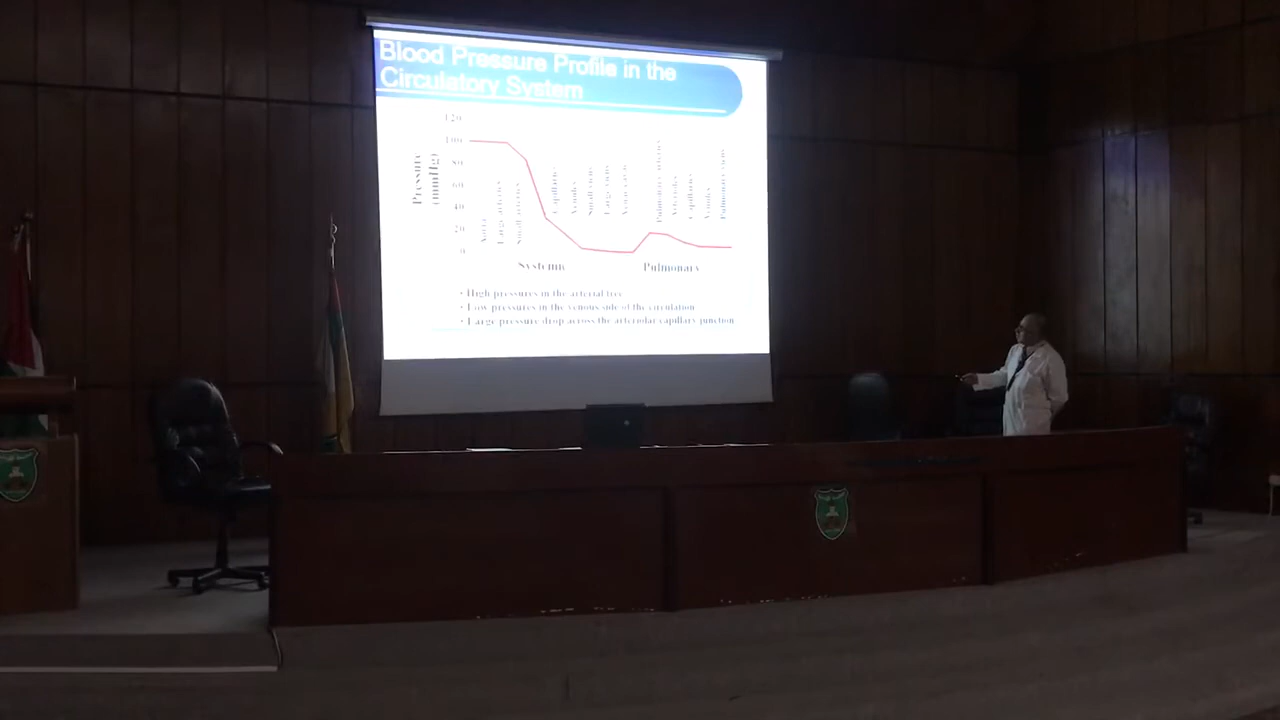 Blood Pressure Profile in the
Circulatory System
120
100
80
60
40
20
0
Pressure
(mmHg)
Aorta
Large arteries
Small arteries
Capillaries
Venules
Small veins
Large veins
Venae cavae
Pulmonary arteries
Arterioles
Capillaries
Venules
Pulmonary veins
Systemic
Pulmonary
• High pressures in the arterial tree
• Low pressures in the venous side of the circulation
• Large pressure drop across the arteriolar capillary junction